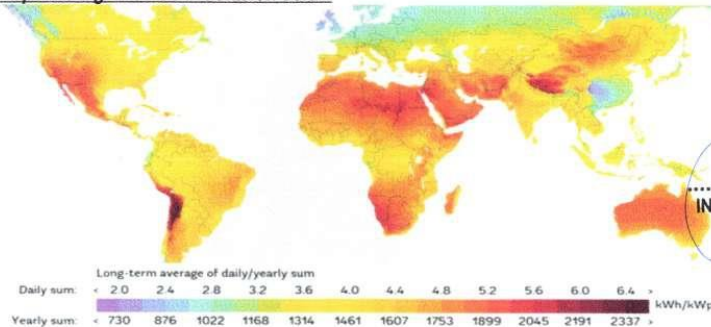 IN
Long-term average of daily/yearly sum
Daily sum: < 2.0 2.4 2.8 3.2 3.6 4.0 4.4 4.8 5.2 5.6 6.0 6.4 >
kWh/kWp
Yearly sum: < 730 876 1022 1168 1314 1461 1607 1753 1899 2045 2191 2337 >